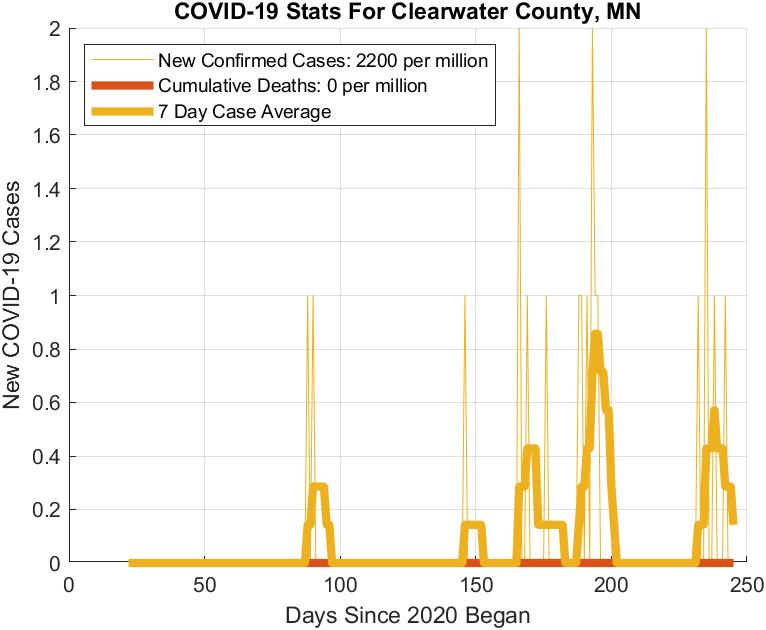 COVID-19 Stats For Clearwater County, MN
New Confirmed Cases: 2200 per million
Cumulative Deaths: 0 per million
7 Day Case Average
New COVID-19 Cases
2
1.8
1.6
1.4
1.2
1
0.8
0.6
0.4
0.2
0
0 50 100 150 200 250
Days Since 2020 Began